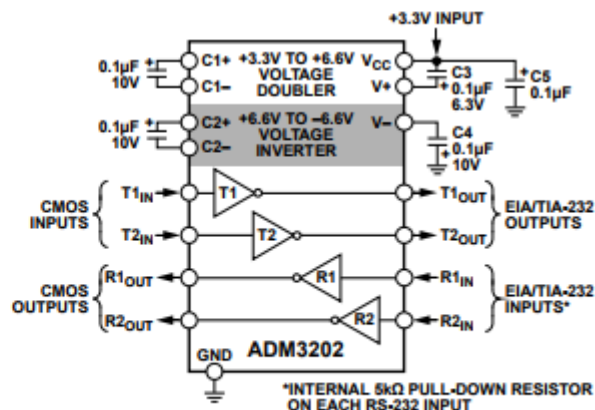 +3.3V INPUT
0.1µF
10V
C1+
C1–
+3.3V TO +6.6V
VOLTAGE
DOUBLER
VCC
V+
C3
0.1µF
6.3V
C5
0.1µF
0.1µF
10V
C2+
C2–
+6.6V TO –6.6V
VOLTAGE
INVERTER
V–
C4
0.1µF
10V
CMOS
INPUTS
T1IN
T1
T1OUT
T2IN
T2
T2OUT
EIA/TIA-232
OUTPUTS
CMOS
OUTPUTS
R1OUT
R1
R1IN
R2OUT
R2
R2IN
EIA/TIA-232
INPUTS*
GND
ADM3202
*INTERNAL 5kΩ PULL-DOWN RESISTOR
ON EACH RS-232 INPUT